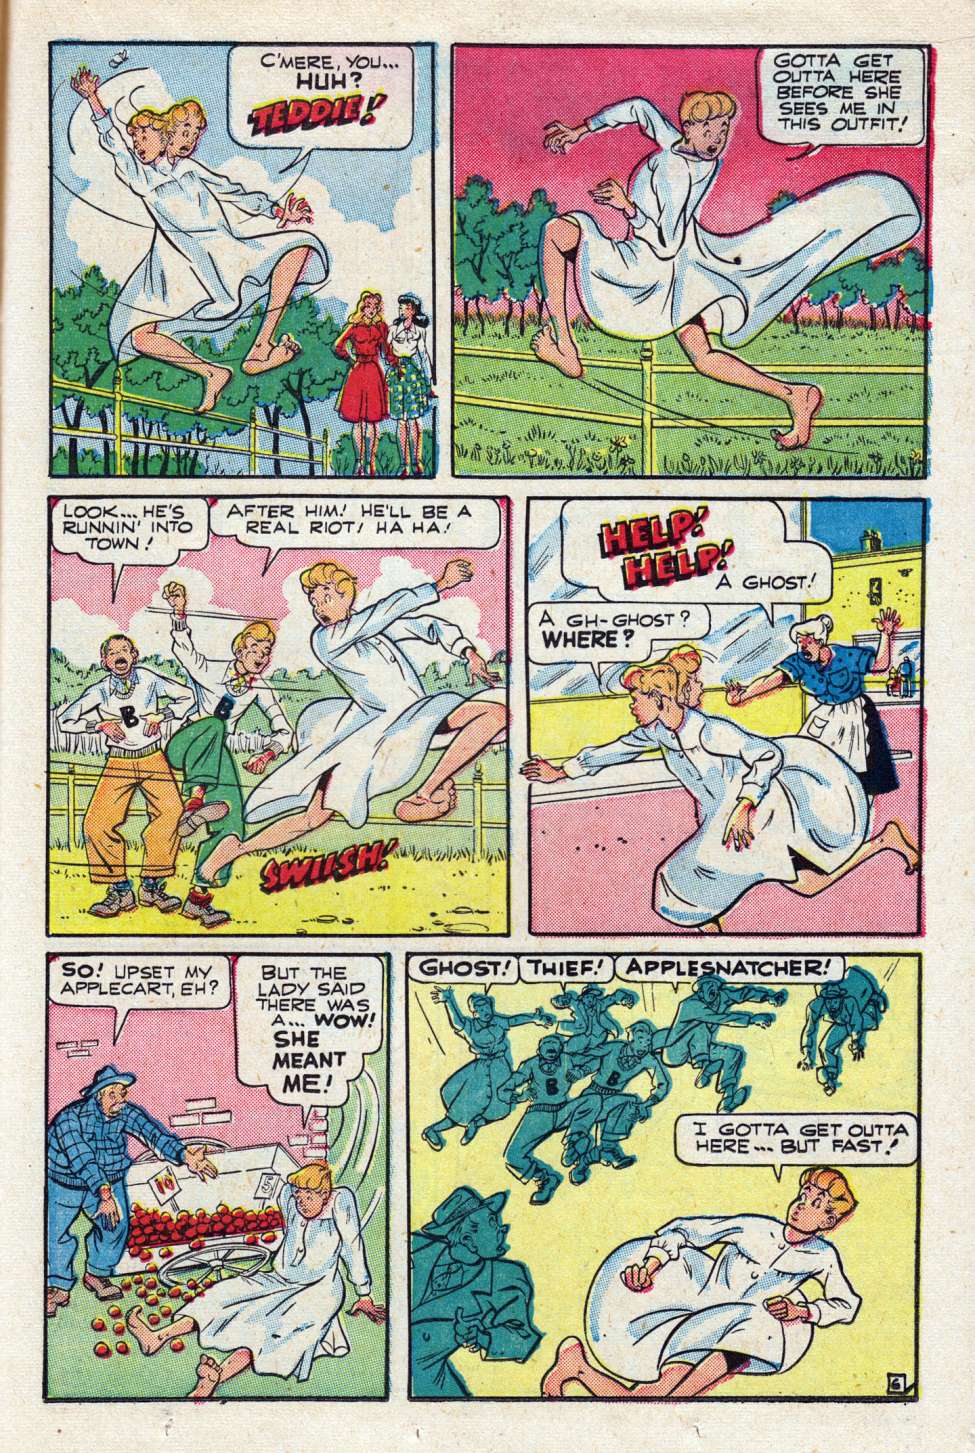 C'MERE, YOU...
HUH?
TEDDIE!
GOTTA GET
OUTTA HERE
BEFORE SHE
SEES ME IN
THIS OUTFIT!
LOOK... HE'S
RUNNIN' INTO
TOWN!
AFTER HIM! HE'LL BE A
REAL RIOT! HA HA!
B
B
SWIISH!
HELP!
HELP!
A GHOST!
A GH-GHOST?
WHERE?
SO! UPSET MY
APPLECART, EH?
BUT THE
LADY SAID
THERE WAS
A... WOW!
SHE
MEANT
ME!
10¢
5¢
GHOST!
THIEF!
APPLESNATCHER!
B
B
I GOTTA GET OUTTA
HERE... BUT FAST!
6